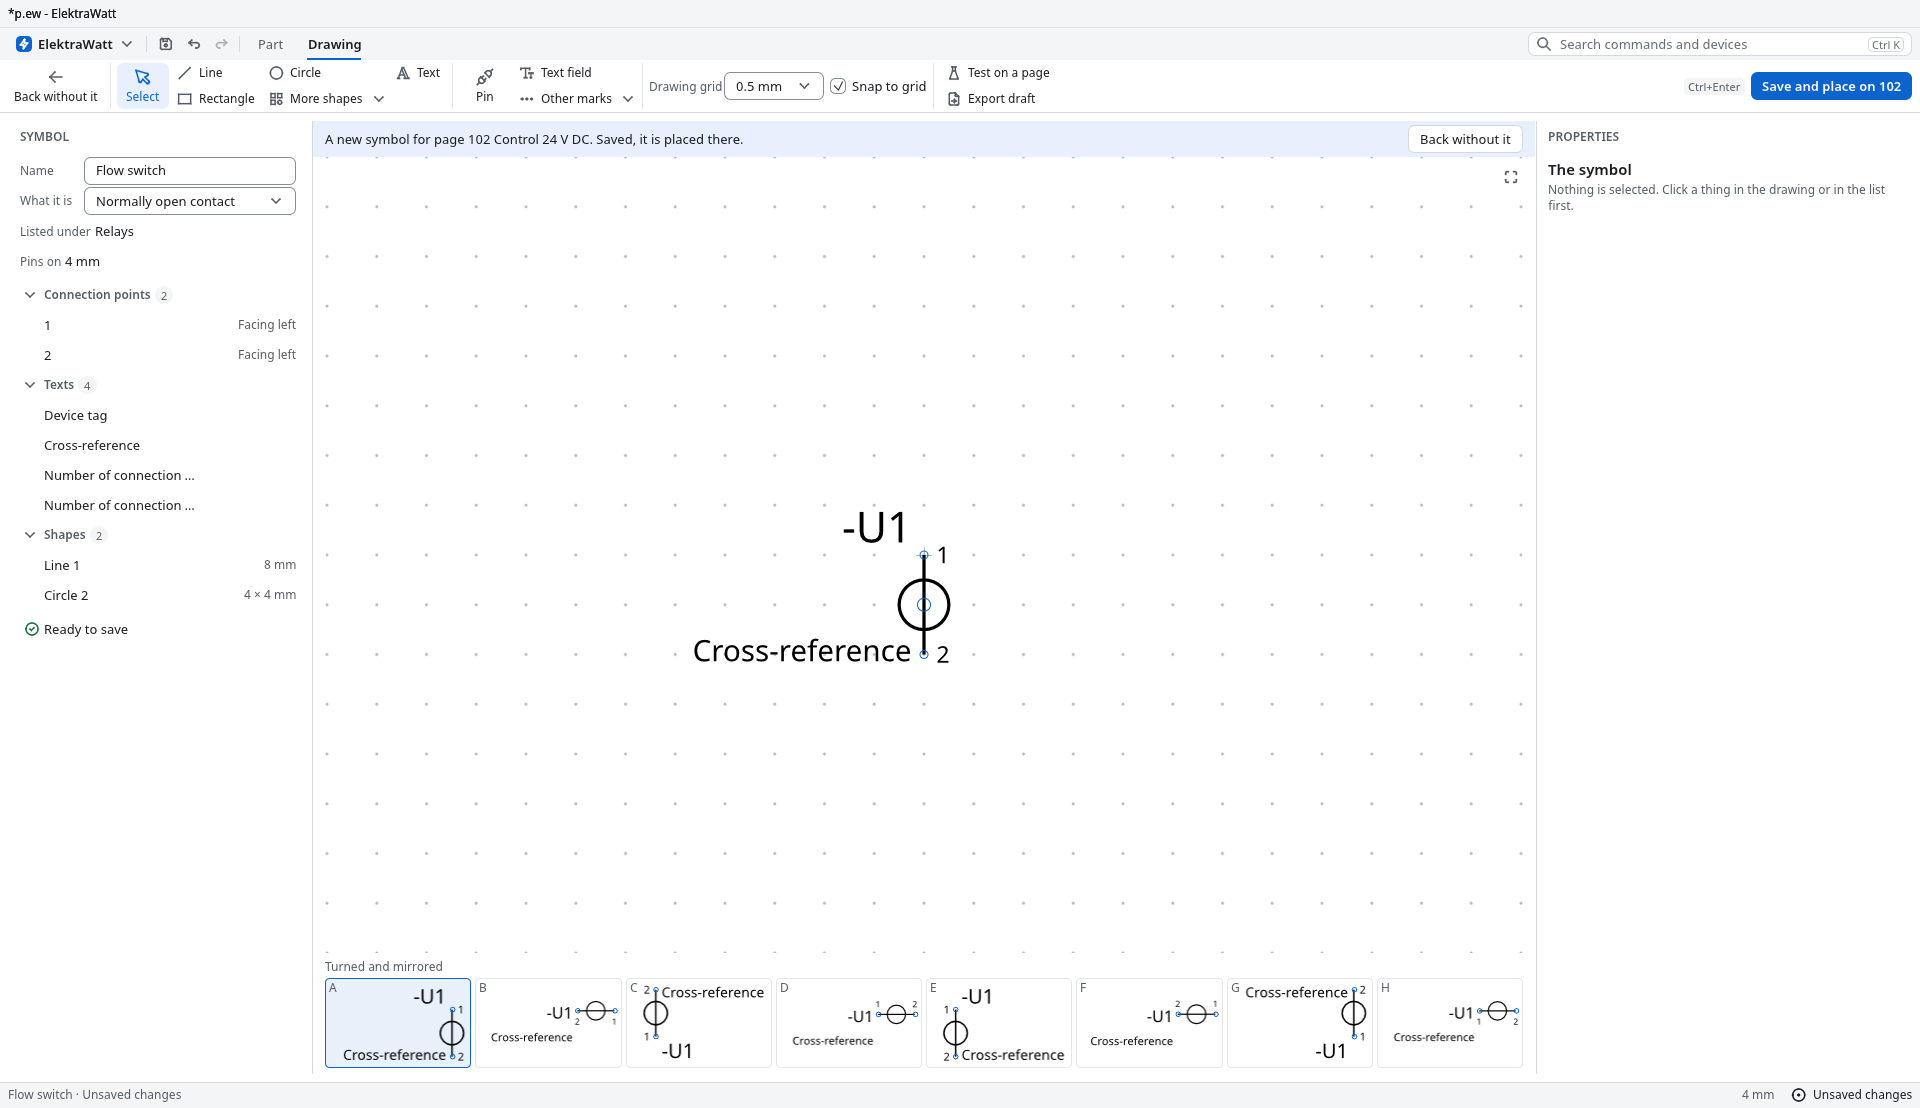 *p.ew - ElektraWatt
ElektraWatt
Part
Drawing
Search commands and devices
Ctrl K
Back without it
Select
Line
Rectangle
Circle
More shapes
Text
Pin
Text field
Other marks
Drawing grid
0.5 mm
Snap to grid
Test on a page
Export draft
Ctrl+Enter
Save and place on 102
SYMBOL
Name
Flow switch
What it is
Normally open contact
Listed under Relays
Pins on 4 mm
Connection points 2
1 Facing left
2 Facing left
Texts 4
Device tag
Cross-reference
Number of connection ...
Number of connection ...
Shapes 2
Line 1 8 mm
Circle 2 4 × 4 mm
Ready to save
A new symbol for page 102 Control 24 V DC. Saved, it is placed there.
Back without it
-U1
1
Cross-reference
2
PROPERTIES
The symbol
Nothing is selected. Click a thing in the drawing or in the list
first.
Turned and mirrored
A
-U1
1
Cross-reference 2
B
-U1
2 1
Cross-reference
C
2 Cross-reference
1
-U1
D
1 2
-U1
Cross-reference
E
-U1
1
2 Cross-reference
F
2 1
-U1
Cross-reference
G
Cross-reference 2
1
-U1
H
-U1
1 2
Cross-reference
Flow switch · Unsaved changes
4 mm
Unsaved changes